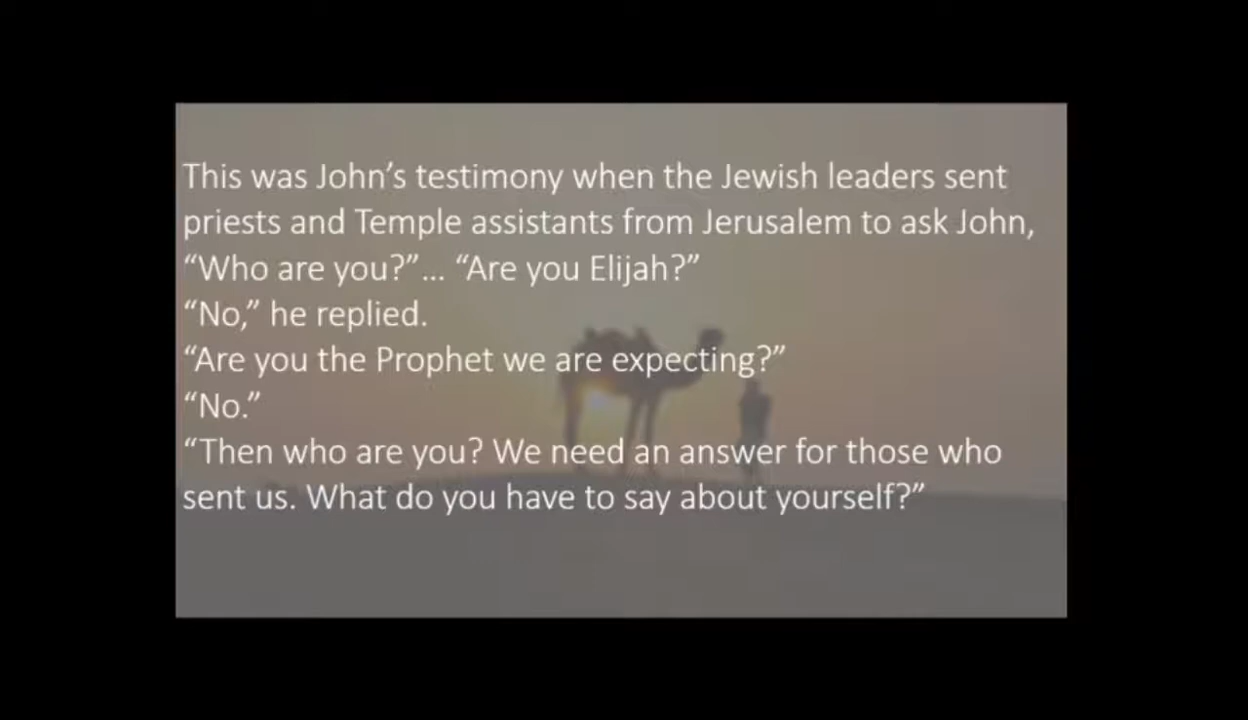 This was John’s testimony when the Jewish leaders sent
priests and Temple assistants from Jerusalem to ask John,
“Who are you?”... “Are you Elijah?”
“No,” he replied.
“Are you the Prophet we are expecting?”
“No.”
“Then who are you? We need an answer for those who
sent us. What do you have to say about yourself?”